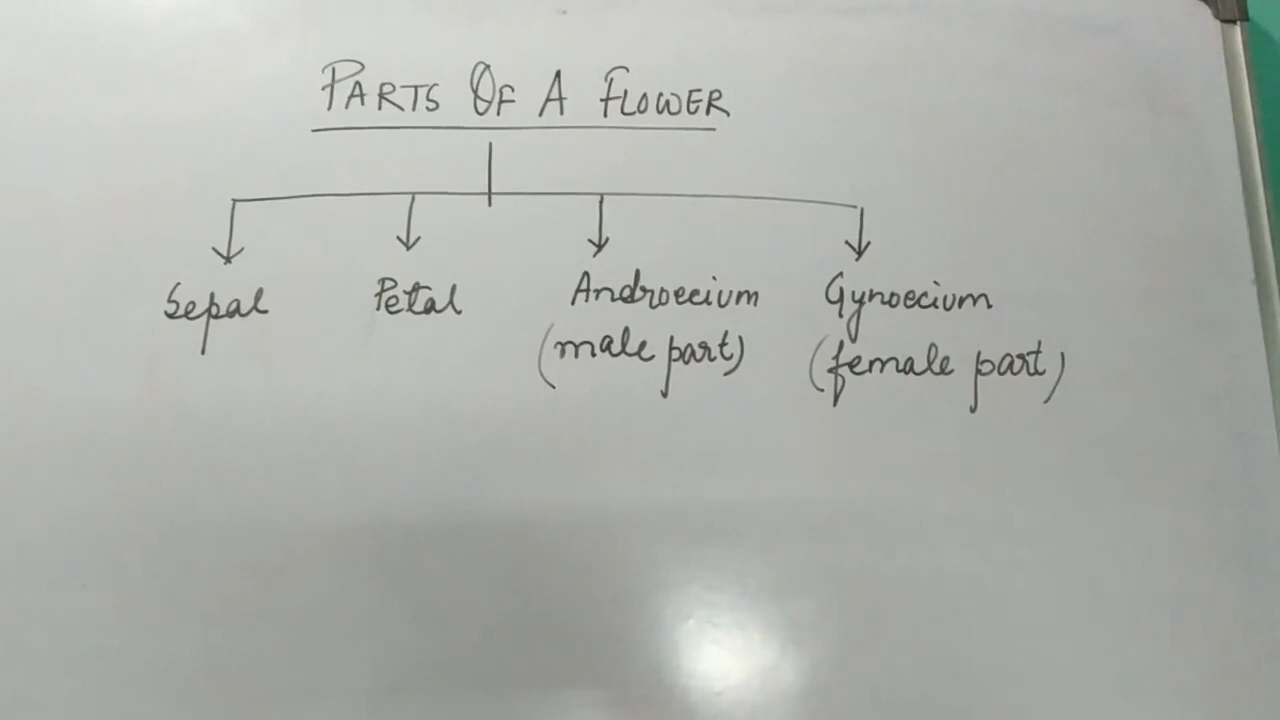 PARTS OF A FLOWER
Sepal Petal Androecium Gynoecium
(male part) (female part)